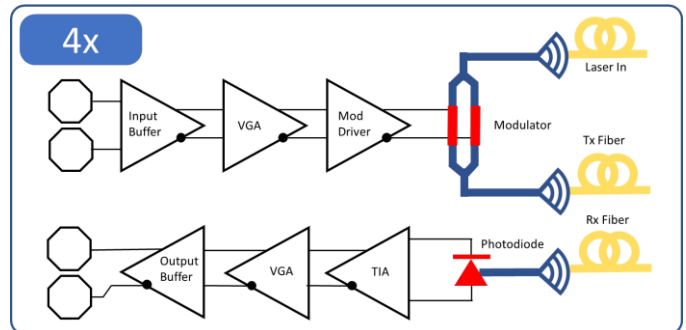 4x
Input
Buffer
VGA
Mod
Driver
Modulator
Laser In
Tx Fiber
Rx Fiber
Output
Buffer
VGA
TIA
Photodiode